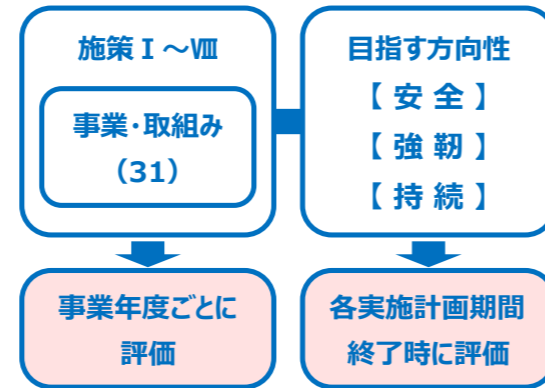 施策Ⅰ～Ⅷ
事業・取組み
（31）
目指す方向性
【 安 全 】
【 強 靭 】
【 持 続 】
事業年度ごとに
評価
各実施計画期間
終了時に評価